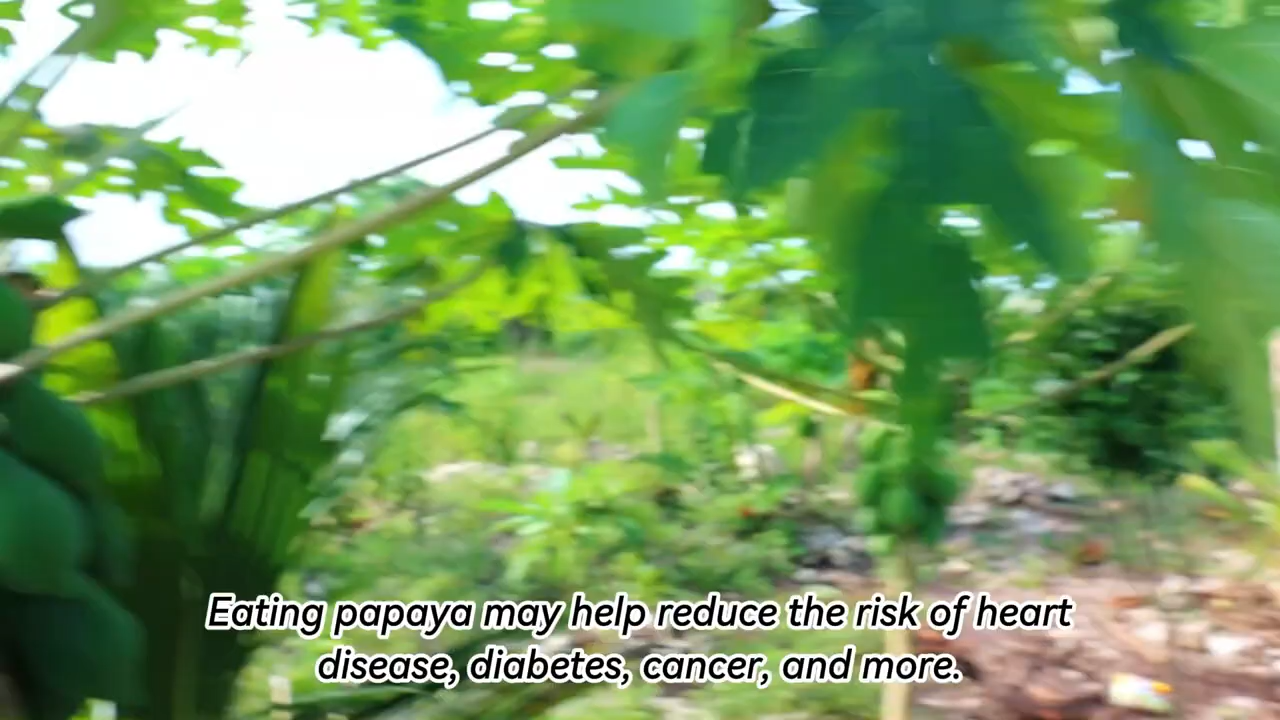 Eating papaya may help reduce the risk of heart
disease, diabetes, cancer, and more.